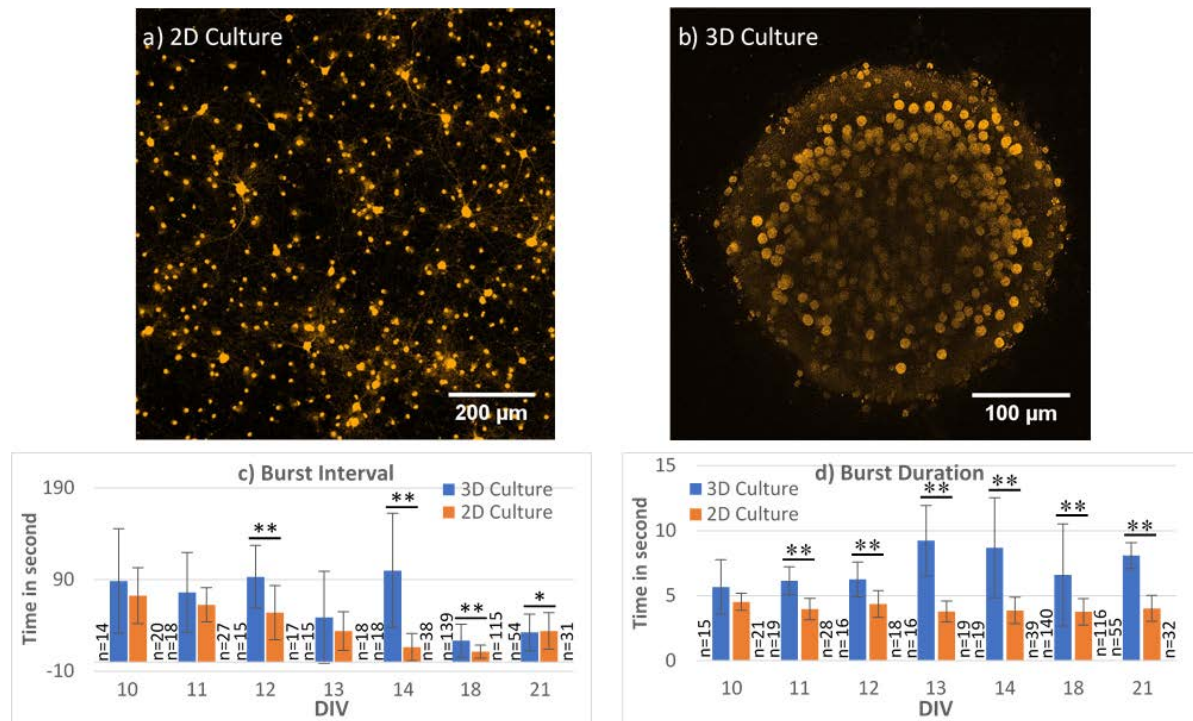 a) 2D Culture
200 µm
b) 3D Culture
100 µm
c) Burst Interval
190
90
-10
Time in second
3D Culture
2D Culture
**
**
**
*
n=14
n=20
n=18
n=27
n=15
n=17
n=15
n=18
n=18
n=38
n=139
n=115
n=54
n=31
10 11 12 13 14 18 21
DIV
d) Burst Duration
15
10
5
0
Time in second
3D Culture
2D Culture
**
**
**
**
**
**
n=15
n=21
n=19
n=28
n=16
n=18
n=16
n=19
n=19
n=39
n=140
n=116
n=55
n=32
10 11 12 13 14 18 21
DIV